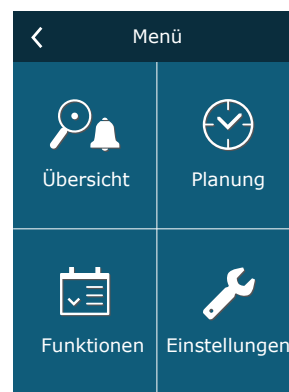 Menü
Übersicht
Planung
Funktionen
Einstellungen